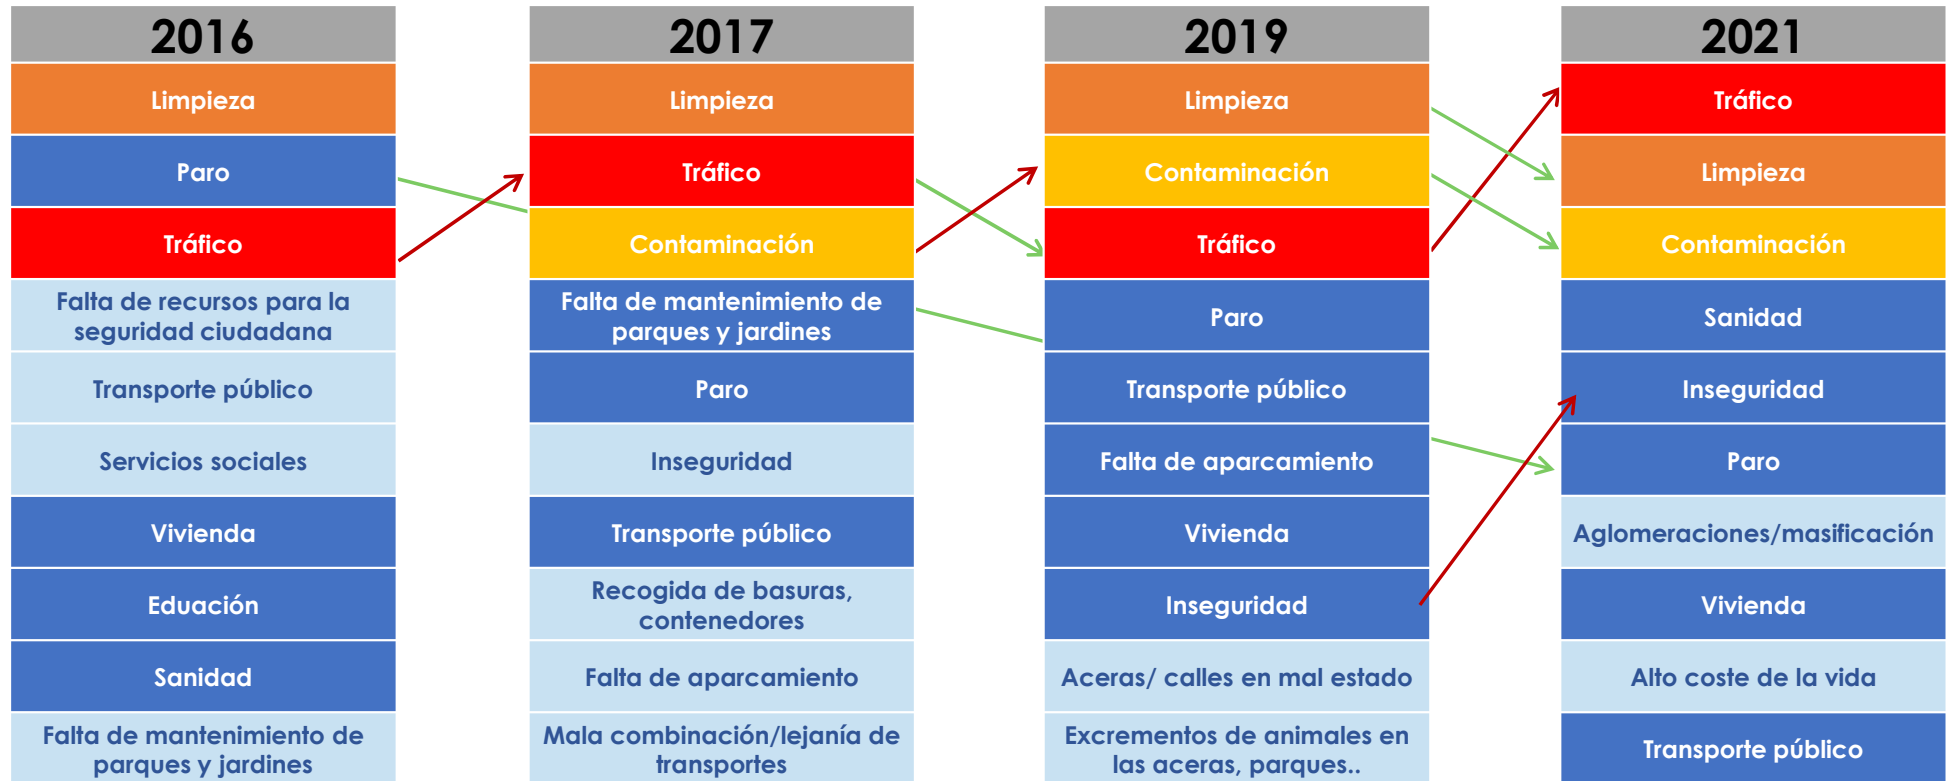 2016
Limpieza
Paro
Tráfico
Falta de recursos para la
seguridad ciudadana
Transporte público
Servicios sociales
Vivienda
Eduación
Sanidad
Falta de mantenimiento de
parques y jardines
2017
Limpieza
Tráfico
Contaminación
Falta de mantenimiento de
parques y jardines
Paro
Inseguridad
Transporte público
Recogida de basuras,
contenedores
Falta de aparcamiento
Mala combinación/lejanía de
transportes
2019
Limpieza
Contaminación
Tráfico
Paro
Transporte público
Falta de aparcamiento
Vivienda
Inseguridad
Aceras/ calles en mal estado
Excrementos de animales en
las aceras, parques..
2021
Tráfico
Limpieza
Contaminación
Sanidad
Inseguridad
Paro
Aglomeraciones/masificación
Vivienda
Alto coste de la vida
Transporte público